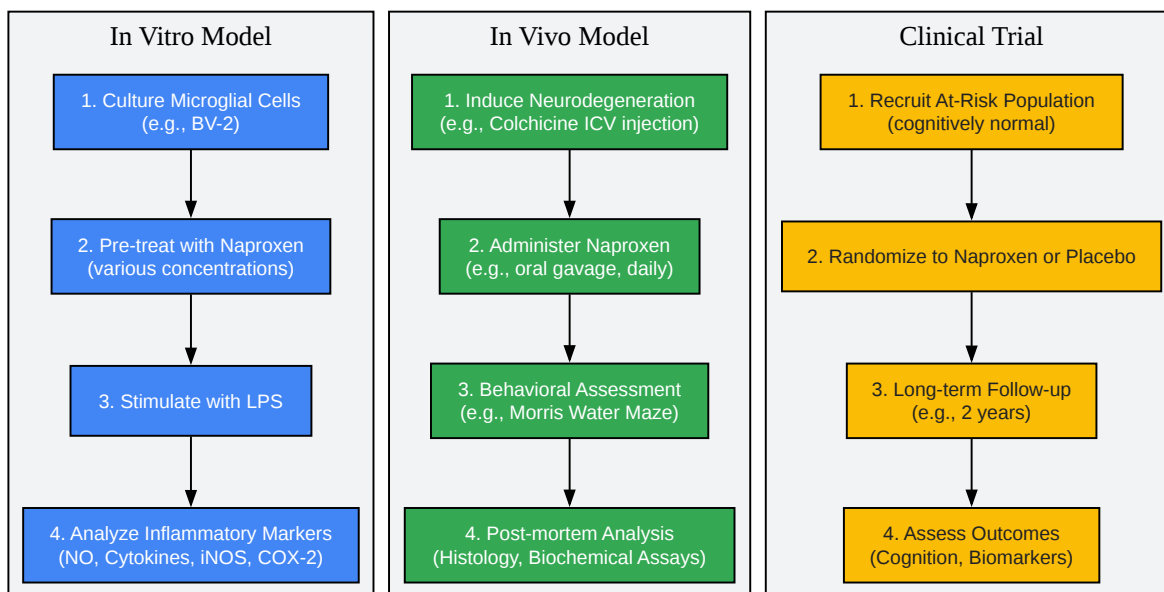 In Vitro Model
1. Culture Microglial Cells
(e.g., BV-2)
2. Pre-treat with Naproxen
(various concentrations)
3. Stimulate with LPS
4. Analyze Inflammatory Markers
(NO, Cytokines, iNOS, COX-2)
In Vivo Model
1. Induce Neurodegeneration
(e.g., Colchicine ICV injection)
2. Administer Naproxen
(e.g., oral gavage, daily)
3. Behavioral Assessment
(e.g., Morris Water Maze)
4. Post-mortem Analysis
(Histology, Biochemical Assays)
Clinical Trial
1. Recruit At-Risk Population
(cognitively normal)
2. Randomize to Naproxen or Placebo
3. Long-term Follow-up
(e.g., 2 years)
4. Assess Outcomes
(Cognition, Biomarkers)